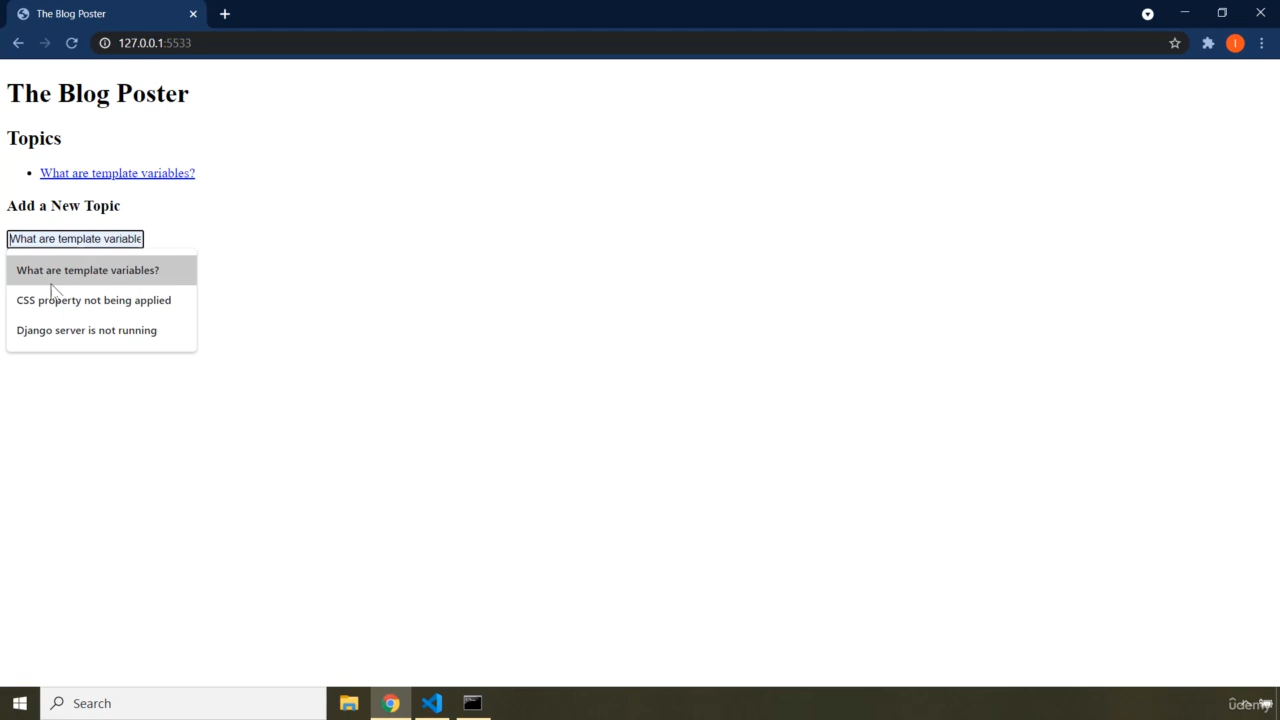 The Blog Poster
127.0.0.1:5533
I
The Blog Poster
Topics
What are template variables?
Add a New Topic
What are template variable
What are template variables?
CSS property not being applied
Django server is not running
Search
udemy